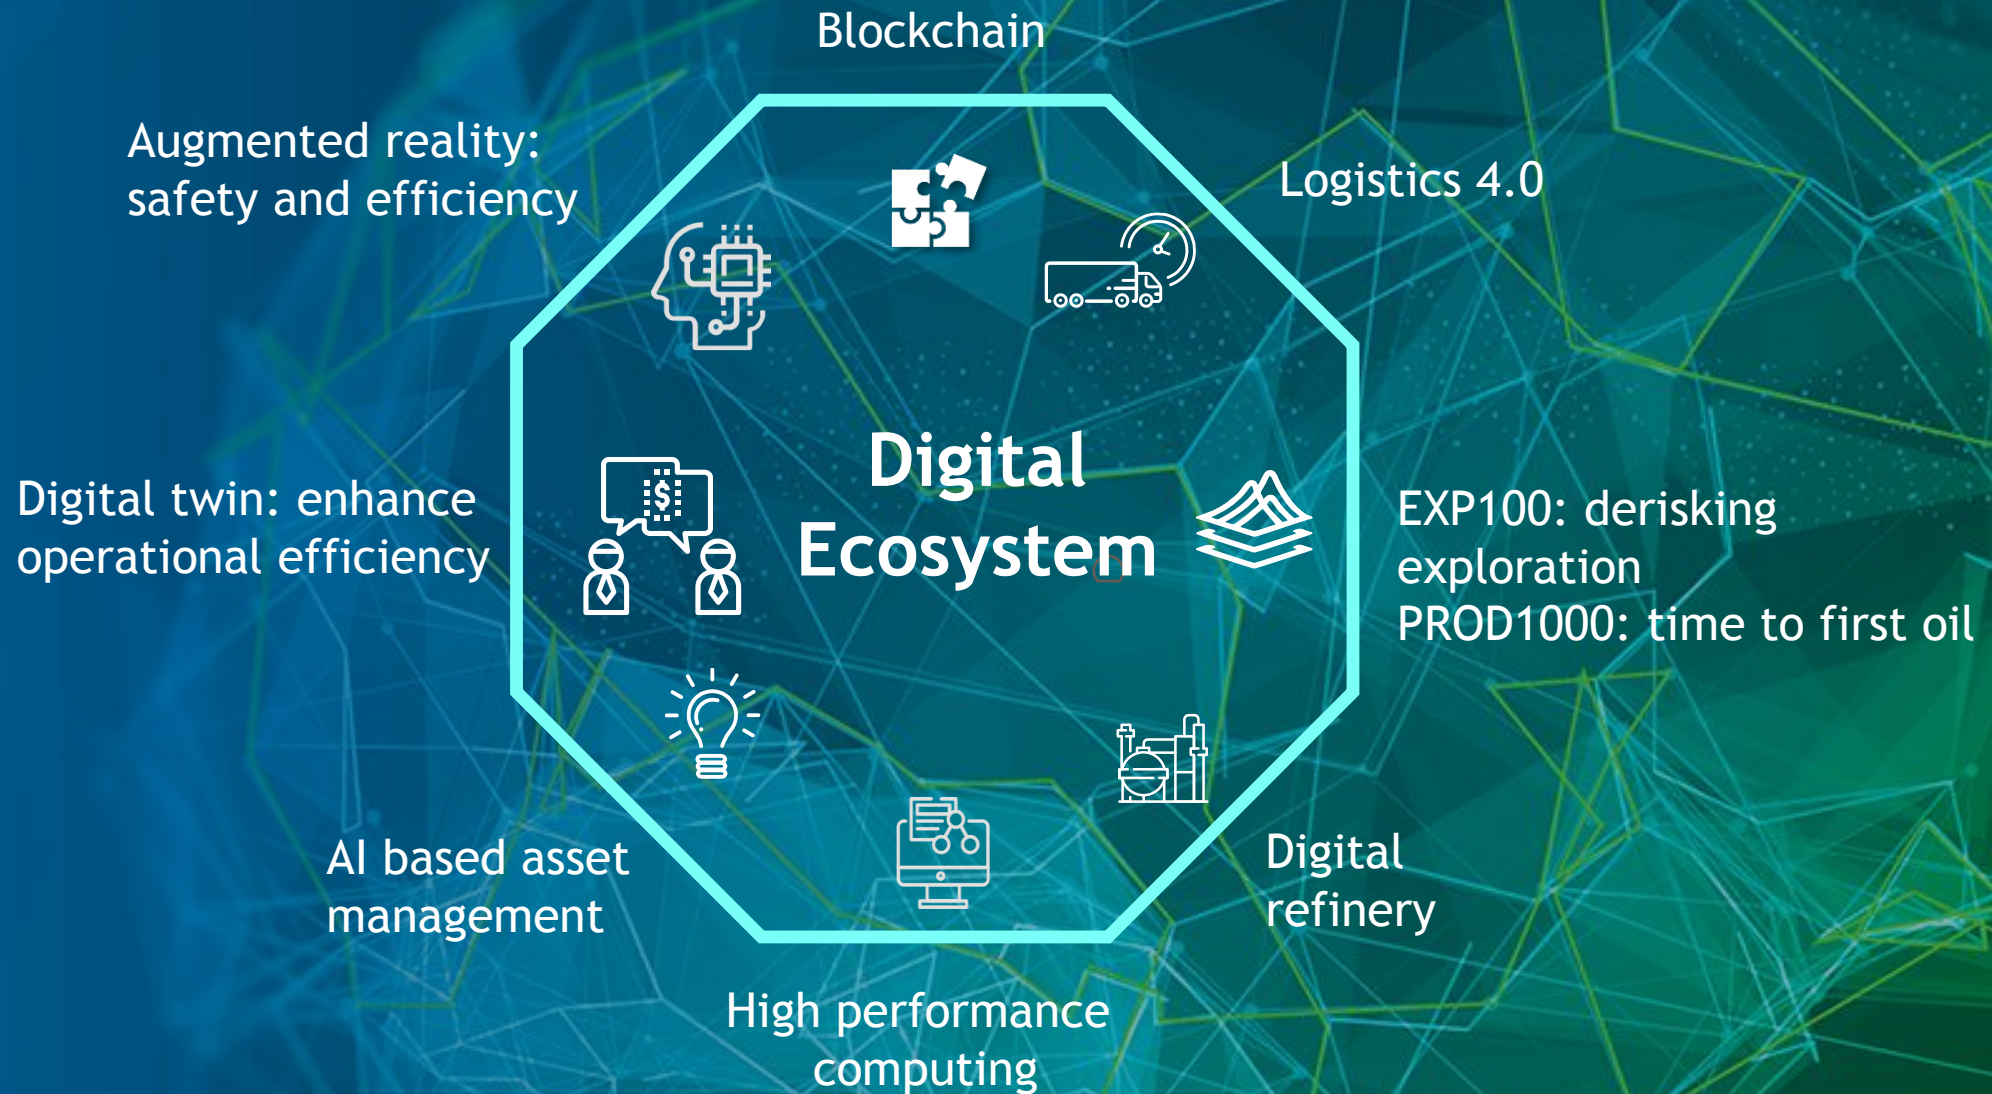 Blockchain
Augmented reality:
safety and efficiency
Logistics 4.0
Digital
Ecosystem
$
Digital twin: enhance
operational efficiency
EXP100: derisking
exploration
PROD1000: time to first oil
AI based asset
management
Digital
refinery
High performance
computing